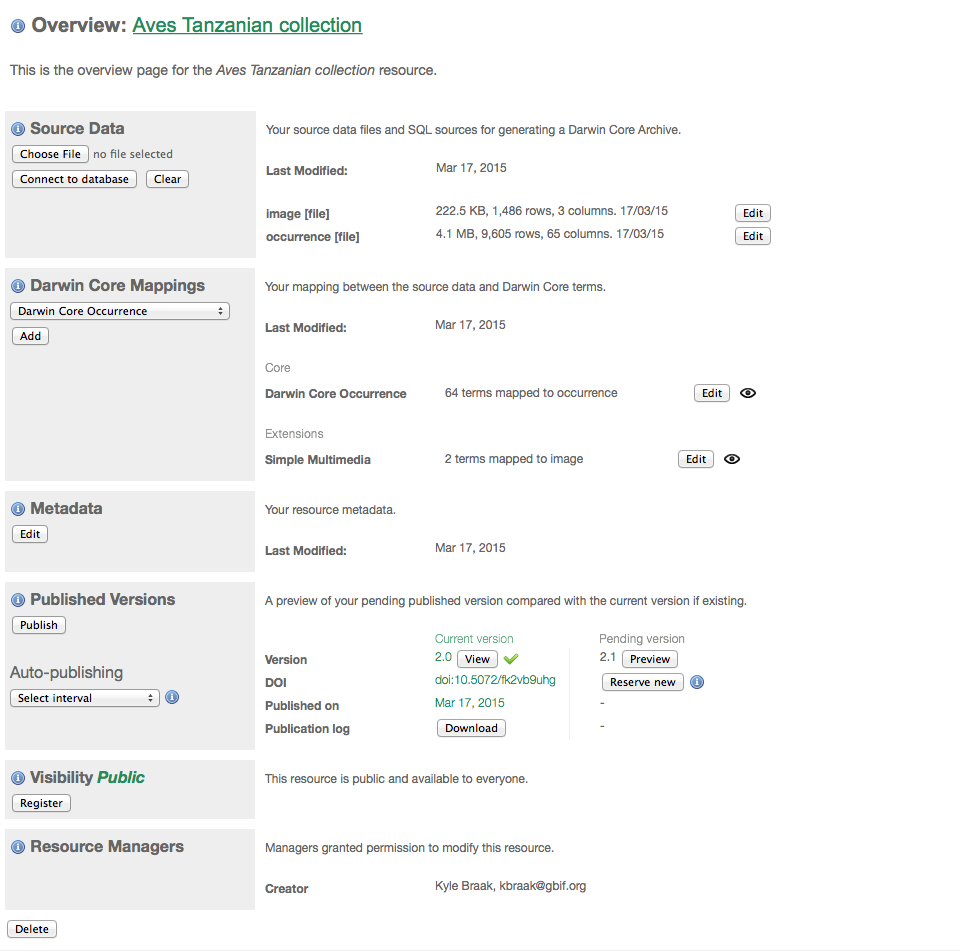 Overview: Aves Tanzanian collection
This is the overview page for the Aves Tanzanian collection resource.
Source Data
Choose File no file selected
Connect to database Clear
Your source data files and SQL sources for generating a Darwin Core Archive.
Last Modified: Mar 17, 2015
image [file] 222.5 KB, 1,486 rows, 3 columns. 17/03/15 Edit
occurrence [file] 4.1 MB, 9,605 rows, 65 columns. 17/03/15 Edit
Darwin Core Mappings
Darwin Core Occurrence
Add
Your mapping between the source data and Darwin Core terms.
Last Modified: Mar 17, 2015
Core
Darwin Core Occurrence 64 terms mapped to occurrence Edit
Extensions
Simple Multimedia 2 terms mapped to image Edit
Metadata
Edit
Your resource metadata.
Last Modified: Mar 17, 2015
Published Versions
Publish
Auto-publishing
Select interval
A preview of your pending published version compared with the current version if existing.
Current version Pending version
Version 2.0 View 2.1 Preview
DOI doi:10.5072/fk2vb9uhg Reserve new
Published on Mar 17, 2015 -
Publication log Download -
Visibility Public
Register
This resource is public and available to everyone.
Resource Managers
Managers granted permission to modify this resource.
Creator Kyle Braak, kbraak@gbif.org
Delete